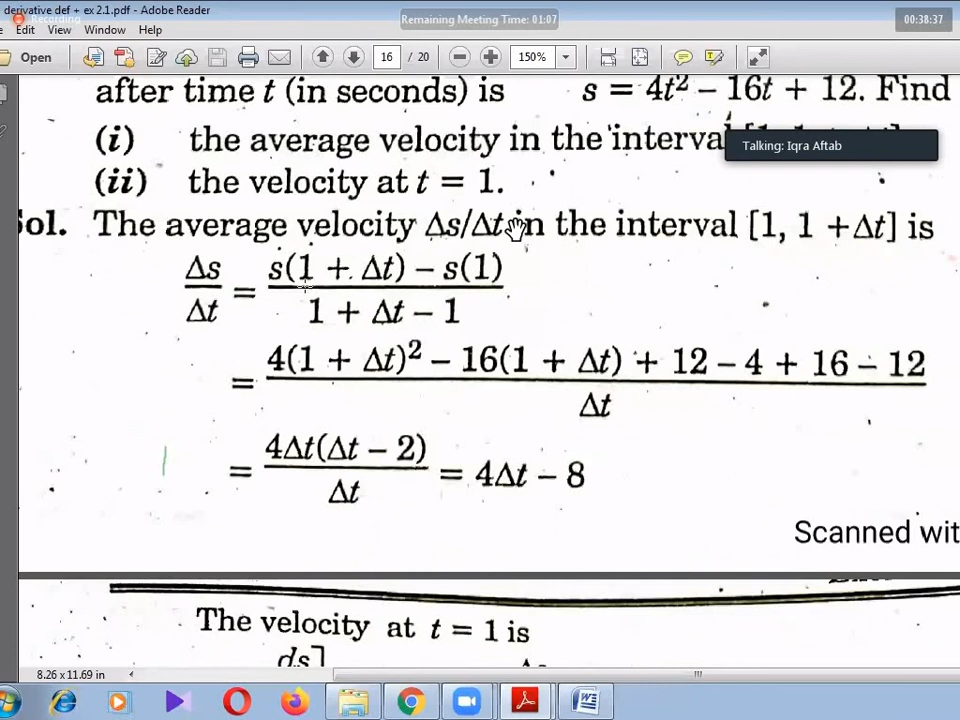 derivative def + ex 2.1.pdf - Adobe Reader
Recording
Remaining Meeting Time: 01:07
00:38:37
Edit View Window Help
Open
16 / 20
150%
after time t (in seconds) is s = 4t² – 16t + 12. Find
(i) the average velocity in the interval
Talking: Iqra Aftab
(ii) the velocity at t = 1.
Sol. The average velocity Δs/Δt in the interval [1, 1 + Δt] is
Δs/Δt = (s(1 + Δt) – s(1))/(1 + Δt – 1)
= (4(1 + Δt)² – 16(1 + Δt) + 12 – 4 + 16 – 12)/Δt
= 4Δt(Δt – 2)/Δt = 4Δt – 8
Scanned wit
The velocity at t = 1 is
ds]
8.26 x 11.69 in